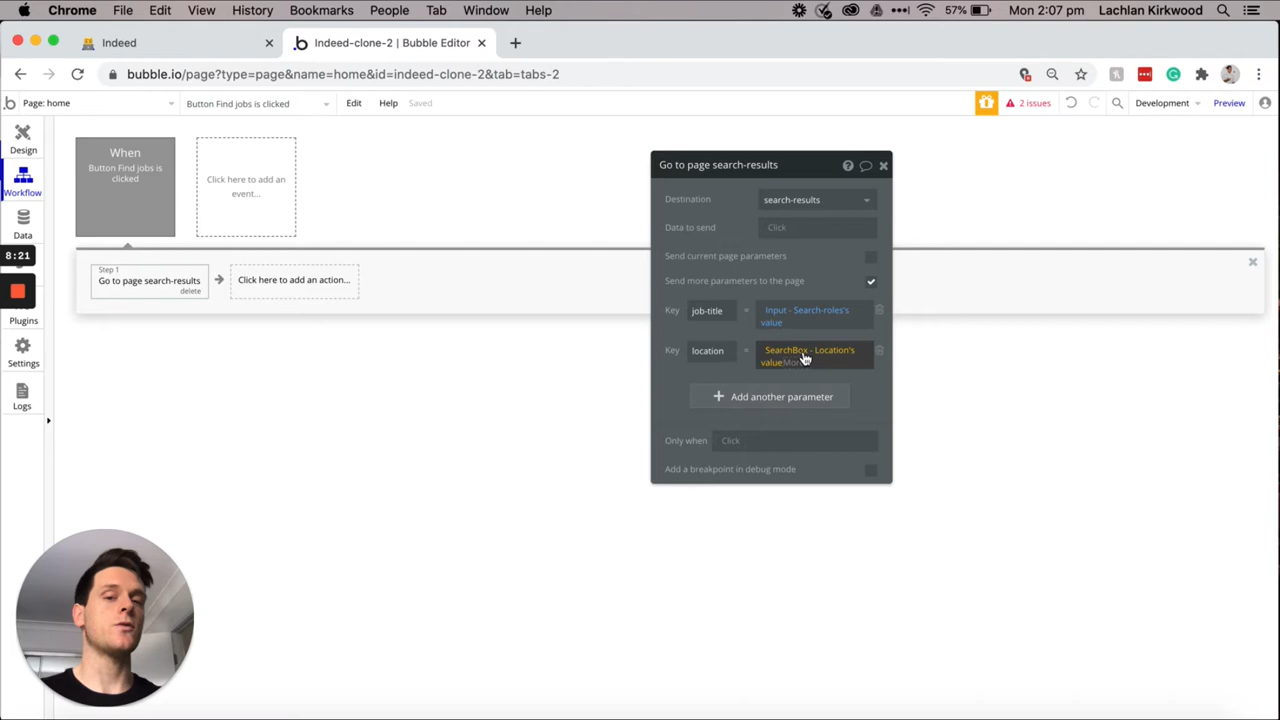 Chrome File Edit View History Bookmarks People Tab Window Help 57% Mon 2:07 pm Lachlan Kirkwood
Indeed
Indeed-clone-2 | Bubble Editor
bubble.io/page?type=page&name=home&id=indeed-clone-2&tab=tabs-2
Page: home Button Find jobs is clicked Edit Help Saved 2 issues Development Preview
Design
Workflow
Data
8:21
Plugins
Settings
Logs
When
Button Find jobs is
clicked
Click here to add an
event...
Step 1
Go to page search-results
delete
Click here to add an action...
Go to page search-results
Destination search-results
Data to send Click
Send current page parameters
Send more parameters to the page
Key job-title = Input - Search-roles's
value
Key location = SearchBox - Location's
value
Add another parameter
Only when Click
Add a breakpoint in debug mode